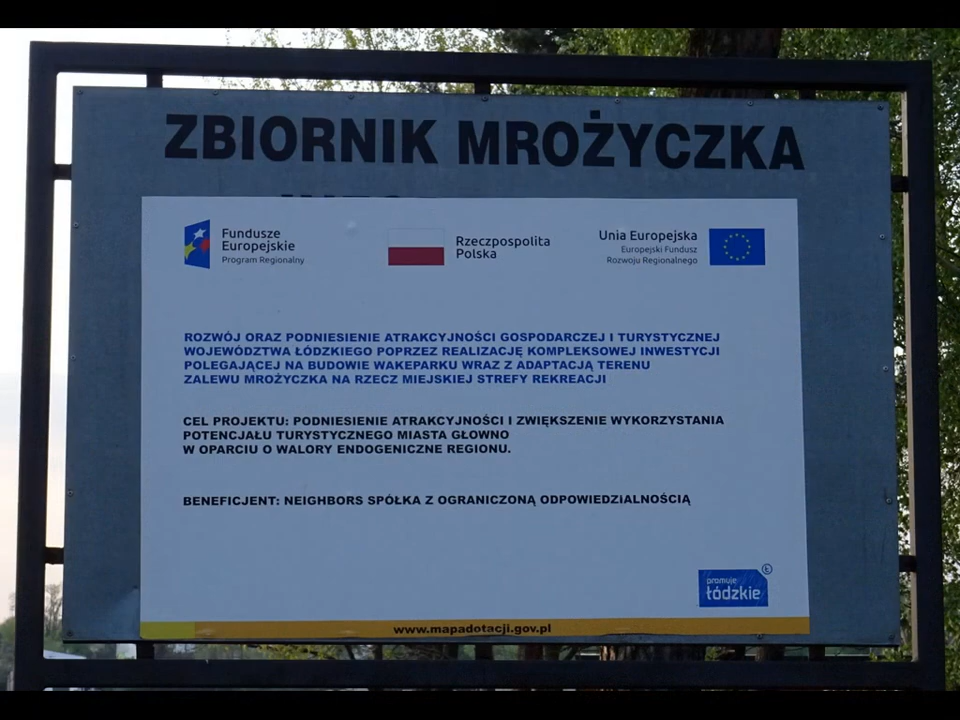 ZBIORNIK MROŻYCZKA
Fundusze
Europejskie
Program Regionalny
Rzeczpospolita
Polska
Unia Europejska
Europejski Fundusz
Rozwoju Regionalnego
ROZWÓJ ORAZ PODNIESIENIE ATRAKCYJNOŚCI GOSPODARCZEJ I TURYSTYCZNEJ
WOJEWÓDZTWA ŁÓDZKIEGO POPRZEZ REALIZACJĘ KOMPLEKSOWEJ INWESTYCJI
POLEGAJĄCEJ NA BUDOWIE WAKEPARKU WRAZ Z ADAPTACJĄ TERENU
ZALEWU MROŻYCZKA NA RZECZ MIEJSKIEJ STREFY REKREACJI
CEL PROJEKTU: PODNIESIENIE ATRAKCYJNOŚCI I ZWIĘKSZENIE WYKORZYSTANIA
POTENCJAŁU TURYSTYCZNEGO MIASTA GŁOWNO
W OPARCIU O WALORY ENDOGENICZNE REGIONU.
BENEFICJENT: NEIGHBORS SPÓŁKA Z OGRANICZONĄ ODPOWIEDZIALNOŚCIĄ
promuje
łódzkie
www.mapadotacji.gov.pl